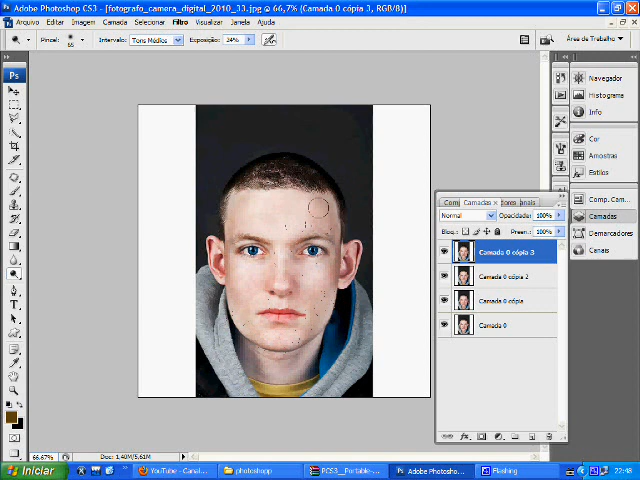 Adobe Photoshop CS3 - [fotografo_camera_digital_2010_33.jpg @ 66,7% (Camada 0 cópia 3, RGB/8)]
Arquivo Editar Imagem Camada Selecionar Filtro Visualizar Janela Ajuda
Pincel: 65 Intervalo: Tons Médios Exposição: 24% Área de Trabalho
Ps
Navegador
Histograma
Info
Cor
Amostras
Estilos
Comp. Cam...
Camadas
Demarcadores
Canais
Camadas x
Normal Opacidade: 100%
Bloq.: Preen.: 100%
Camada 0 cópia 3
Camada 0 cópia 2
Camada 0 cópia
Camada 0
66,67% Doc: 1,40M/5,61M
Iniciar YouTube - Canal... photoshopp PCS3__Portable-... Adobe Photosho... Flashing 22:48